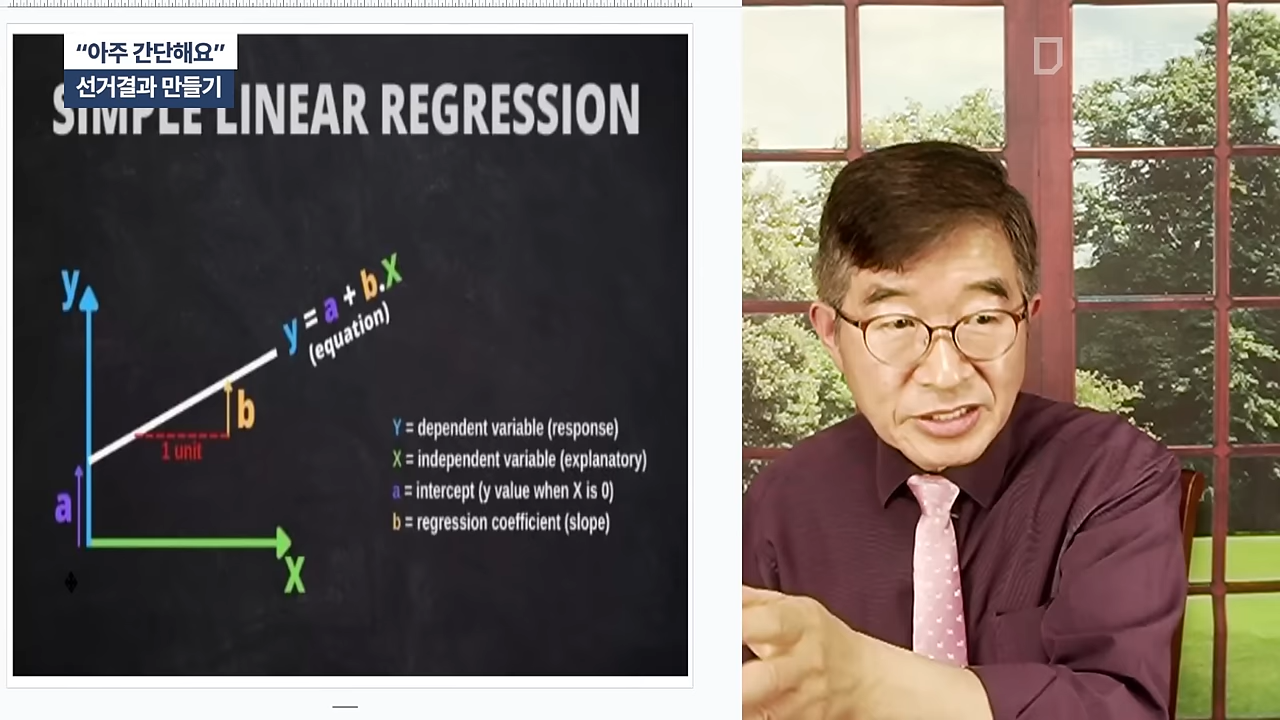 “아주 간단해요”
선거결과 만들기
SIMPLE LINEAR REGRESSION
y
y = a + b.X
(equation)
b
1 unit
a
X
Y = dependent variable (response)
X = independent variable (explanatory)
a = intercept (y value when X is 0)
b = regression coefficient (slope)